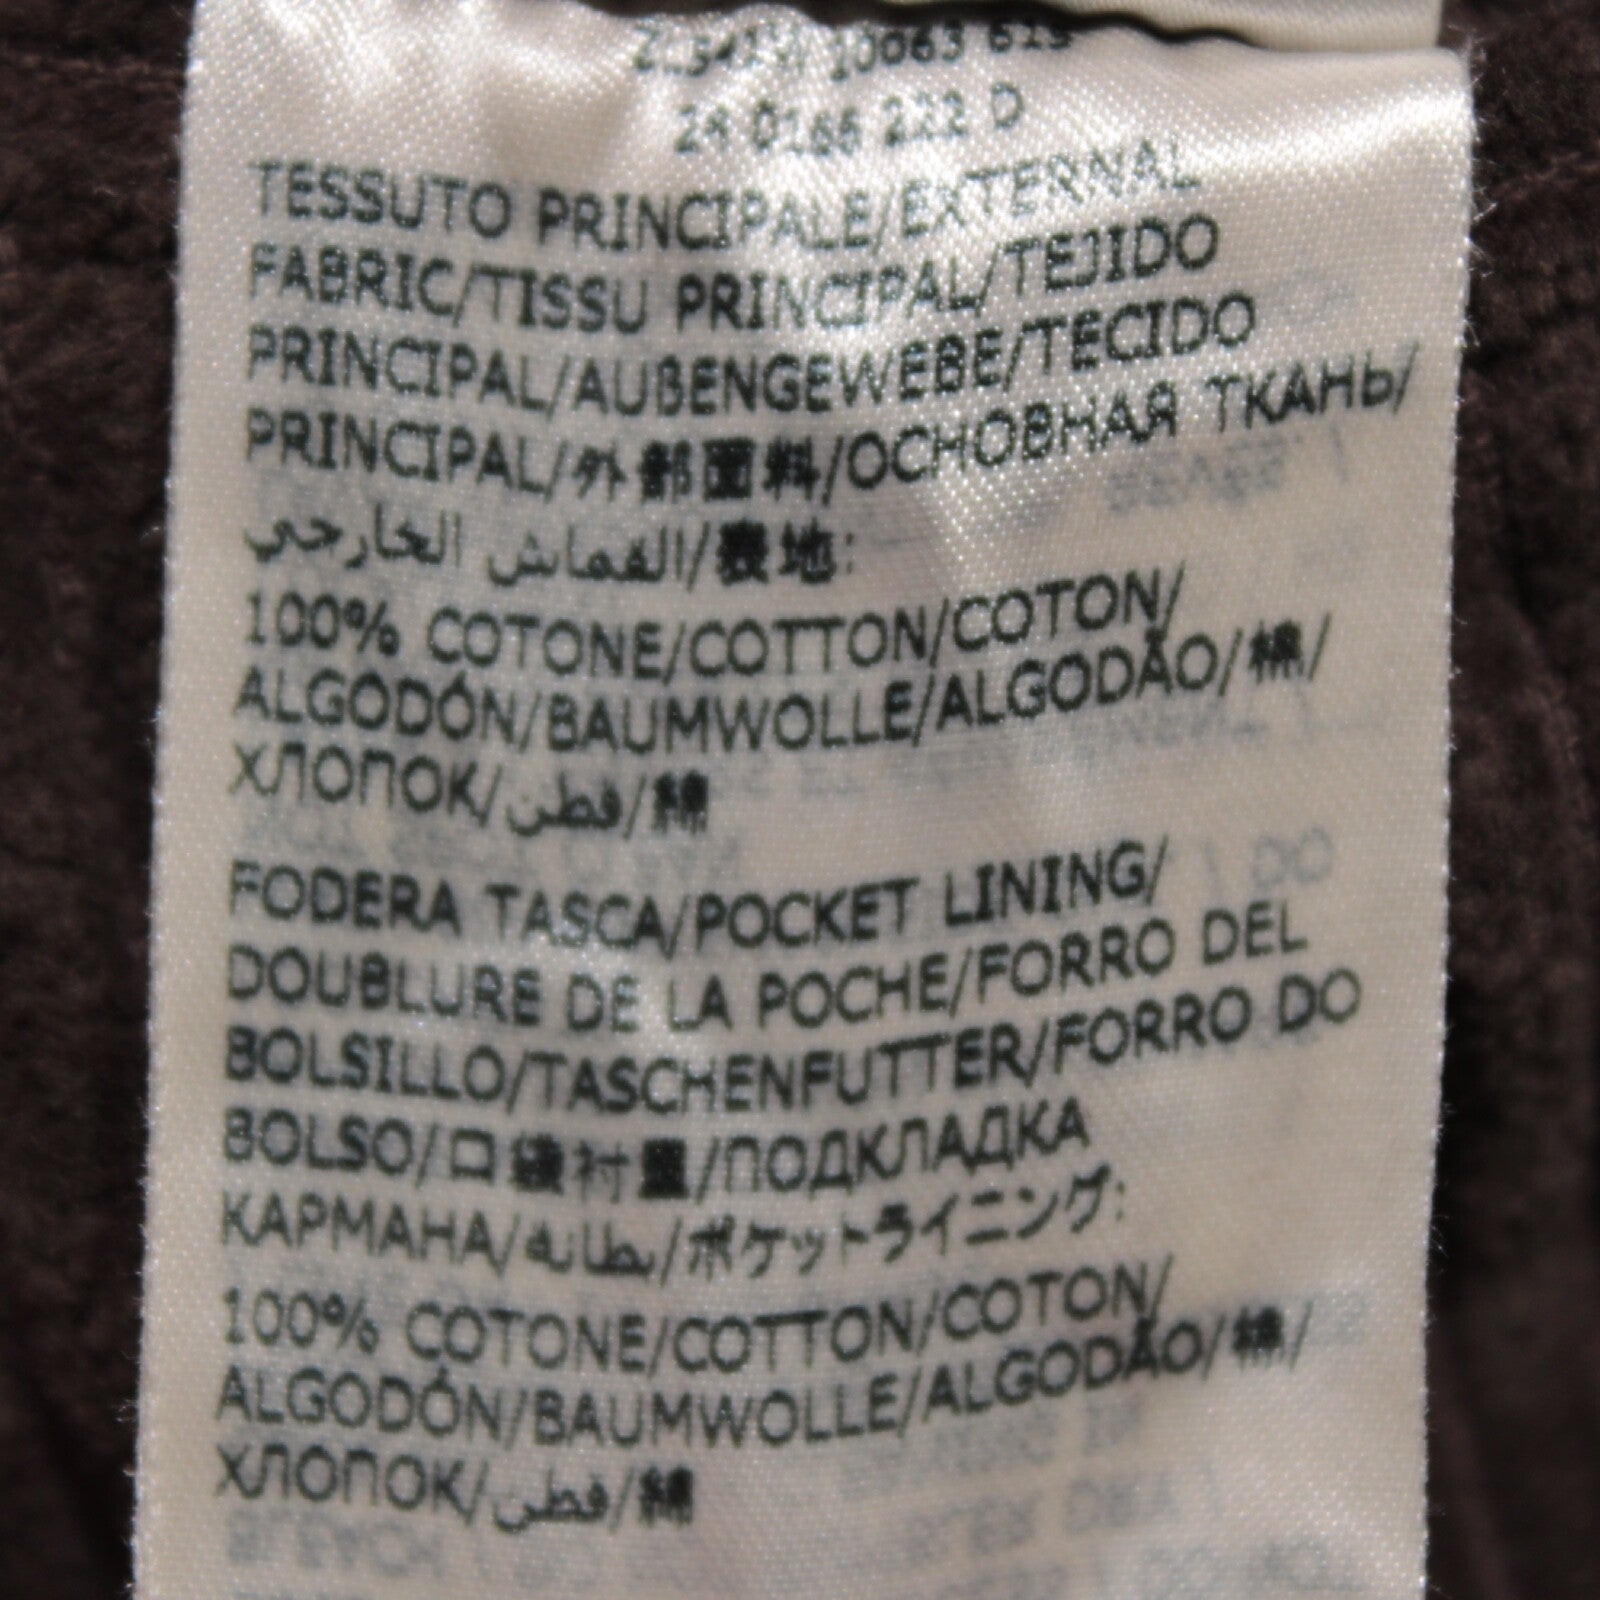 10063 613
24 0166 222 D
TESSUTO PRINCIPALE/EXTERNAL
FABRIC/TISSU PRINCIPAL/TEJIDO
PRINCIPAL/AUßENGEWEBE/TECIDO
PRINCIPAL/外部面料/ОСНОВНАЯ ТКАНЬ/
القماش الخارجي/表地:
100% COTONE/COTTON/COTON/
ALGODÓN/BAUMWOLLE/ALGODÃO/棉/
ХЛОПОК/قطن/綿
FODERA TASCA/POCKET LINING/
DOUBLURE DE LA POCHE/FORRO DEL
BOLSILLO/TASCHENFUTTER/FORRO DO
BOLSO/口袋衬里/ПОДКЛАДКА
КАРМАНА/بطانة/ポケットライニング:
100% COTONE/COTTON/COTON/
ALGODÓN/BAUMWOLLE/ALGODÃO/棉/
ХЛОПОК/قطن/綿